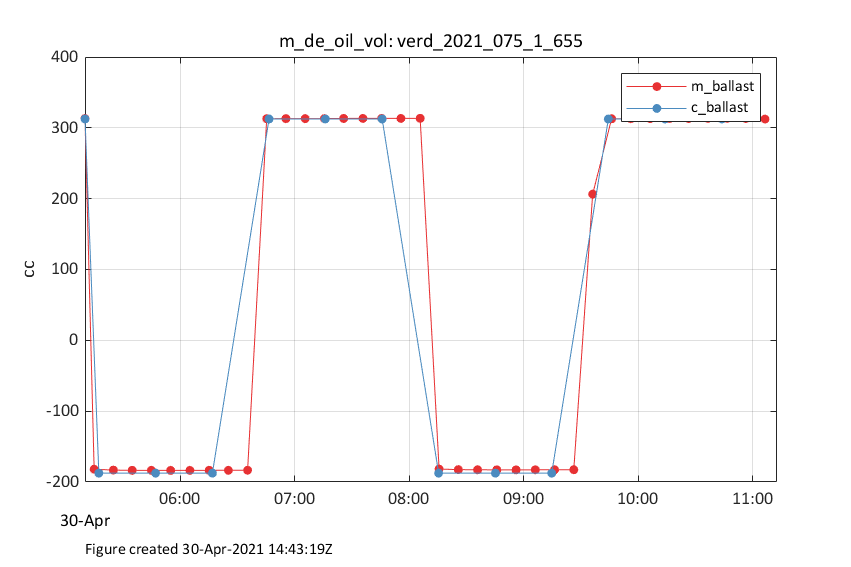 m_de_oil_vol: verd_2021_075_1_655
400
300
200
100
0
-100
-200
cc
m_ballast
c_ballast
06:00 07:00 08:00 09:00 10:00 11:00
30-Apr
Figure created 30-Apr-2021 14:43:19Z